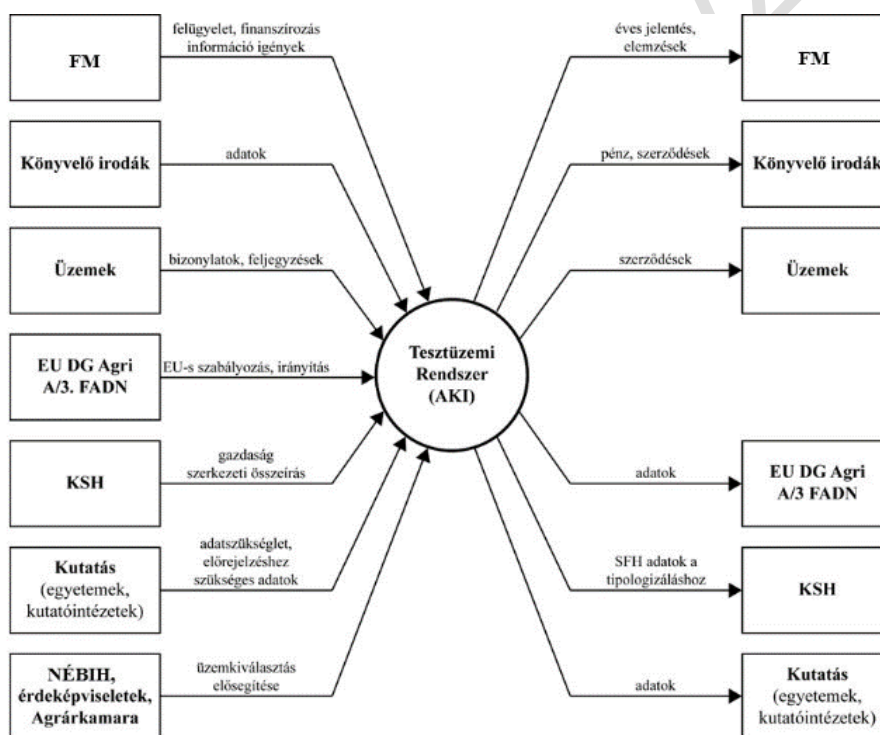 FM
felügyelet, finanszírozás
információ igények
éves jelentés,
elemzések
FM
Könyvelő irodák
adatok
pénz, szerződések
Könyvelő irodák
Üzemek
bizonylatok, feljegyzések
szerződések
Üzemek
EU DG Agri
A/3. FADN
EU-s szabályozás, irányítás
Tesztüzemi
Rendszer
(AKI)
KSH
gazdaság
szerkezeti összeírás
adatok
EU DG Agri
A/3 FADN
Kutatás
(egyetemek,
kutatóintézetek)
adatszükséglet,
előrejelzéshez
szükséges adatok
SFH adatok a
tipologizáláshoz
KSH
NÉBIH,
érdeképviseletek,
Agrárkamara
üzemkiválasztás
elősegítése
adatok
Kutatás
(egyetemek,
kutatóintézetek)